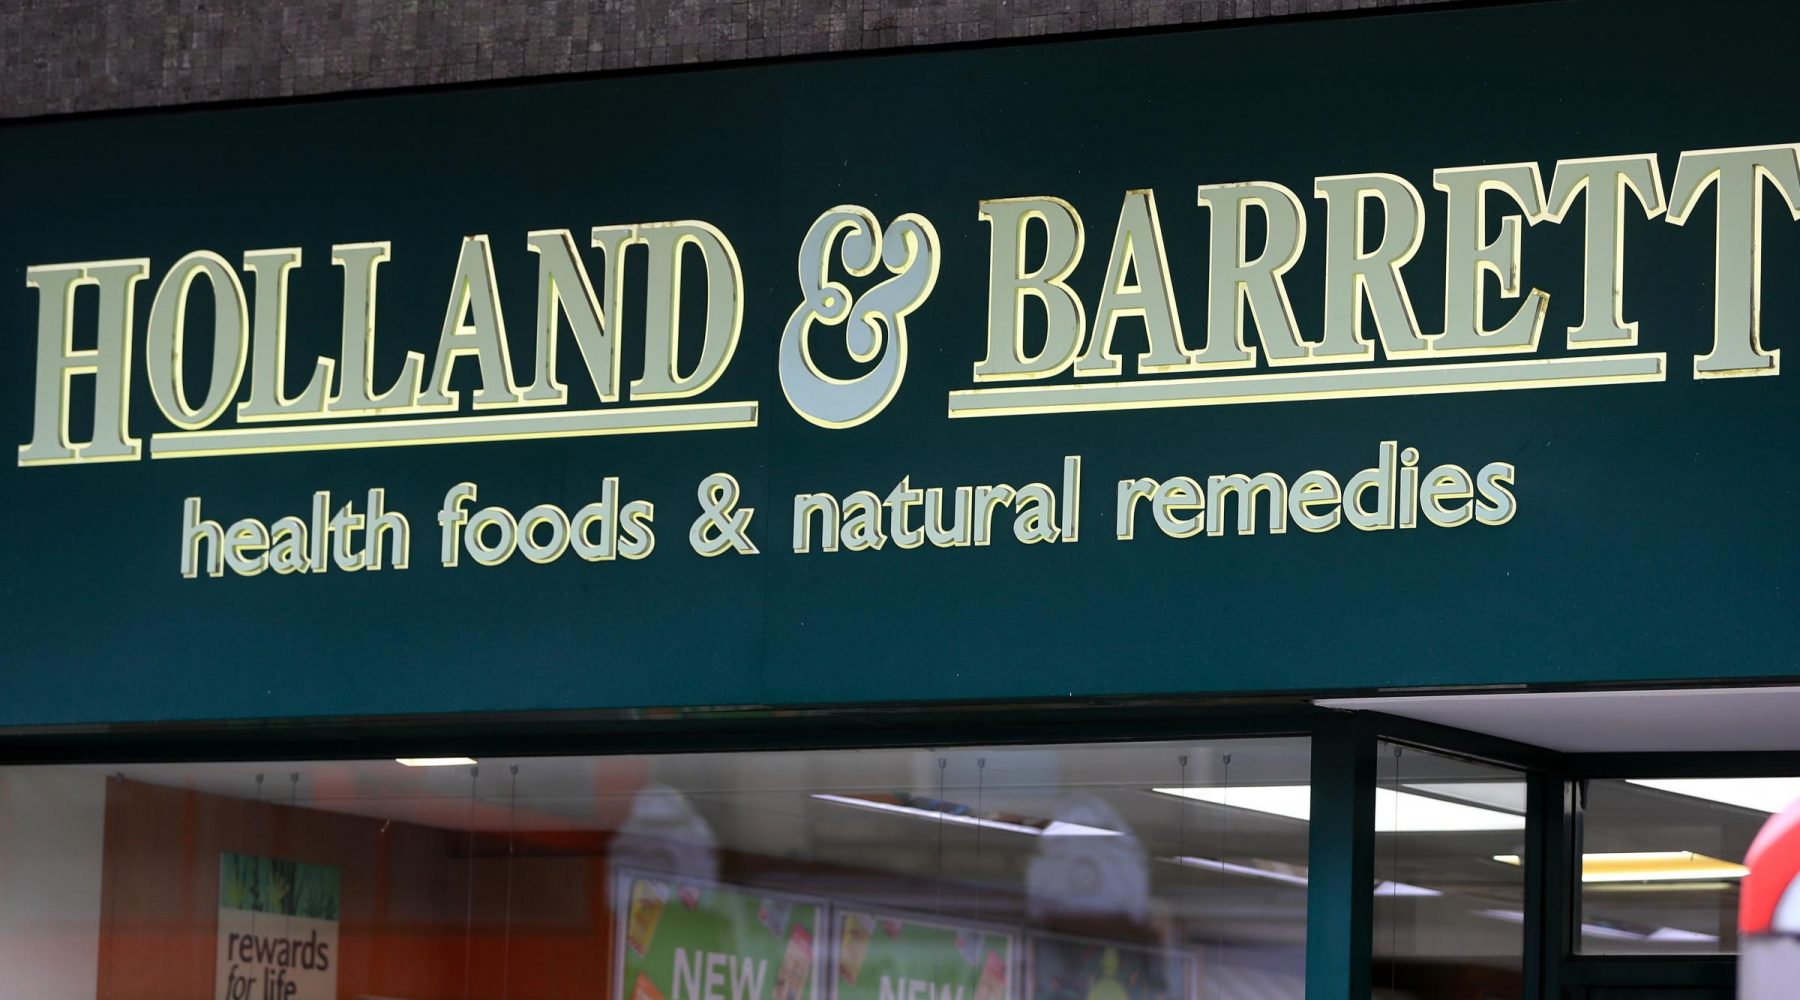 HOLLAND & BARRETT
health foods & natural remedies
rewards
for life
NEW
NEW